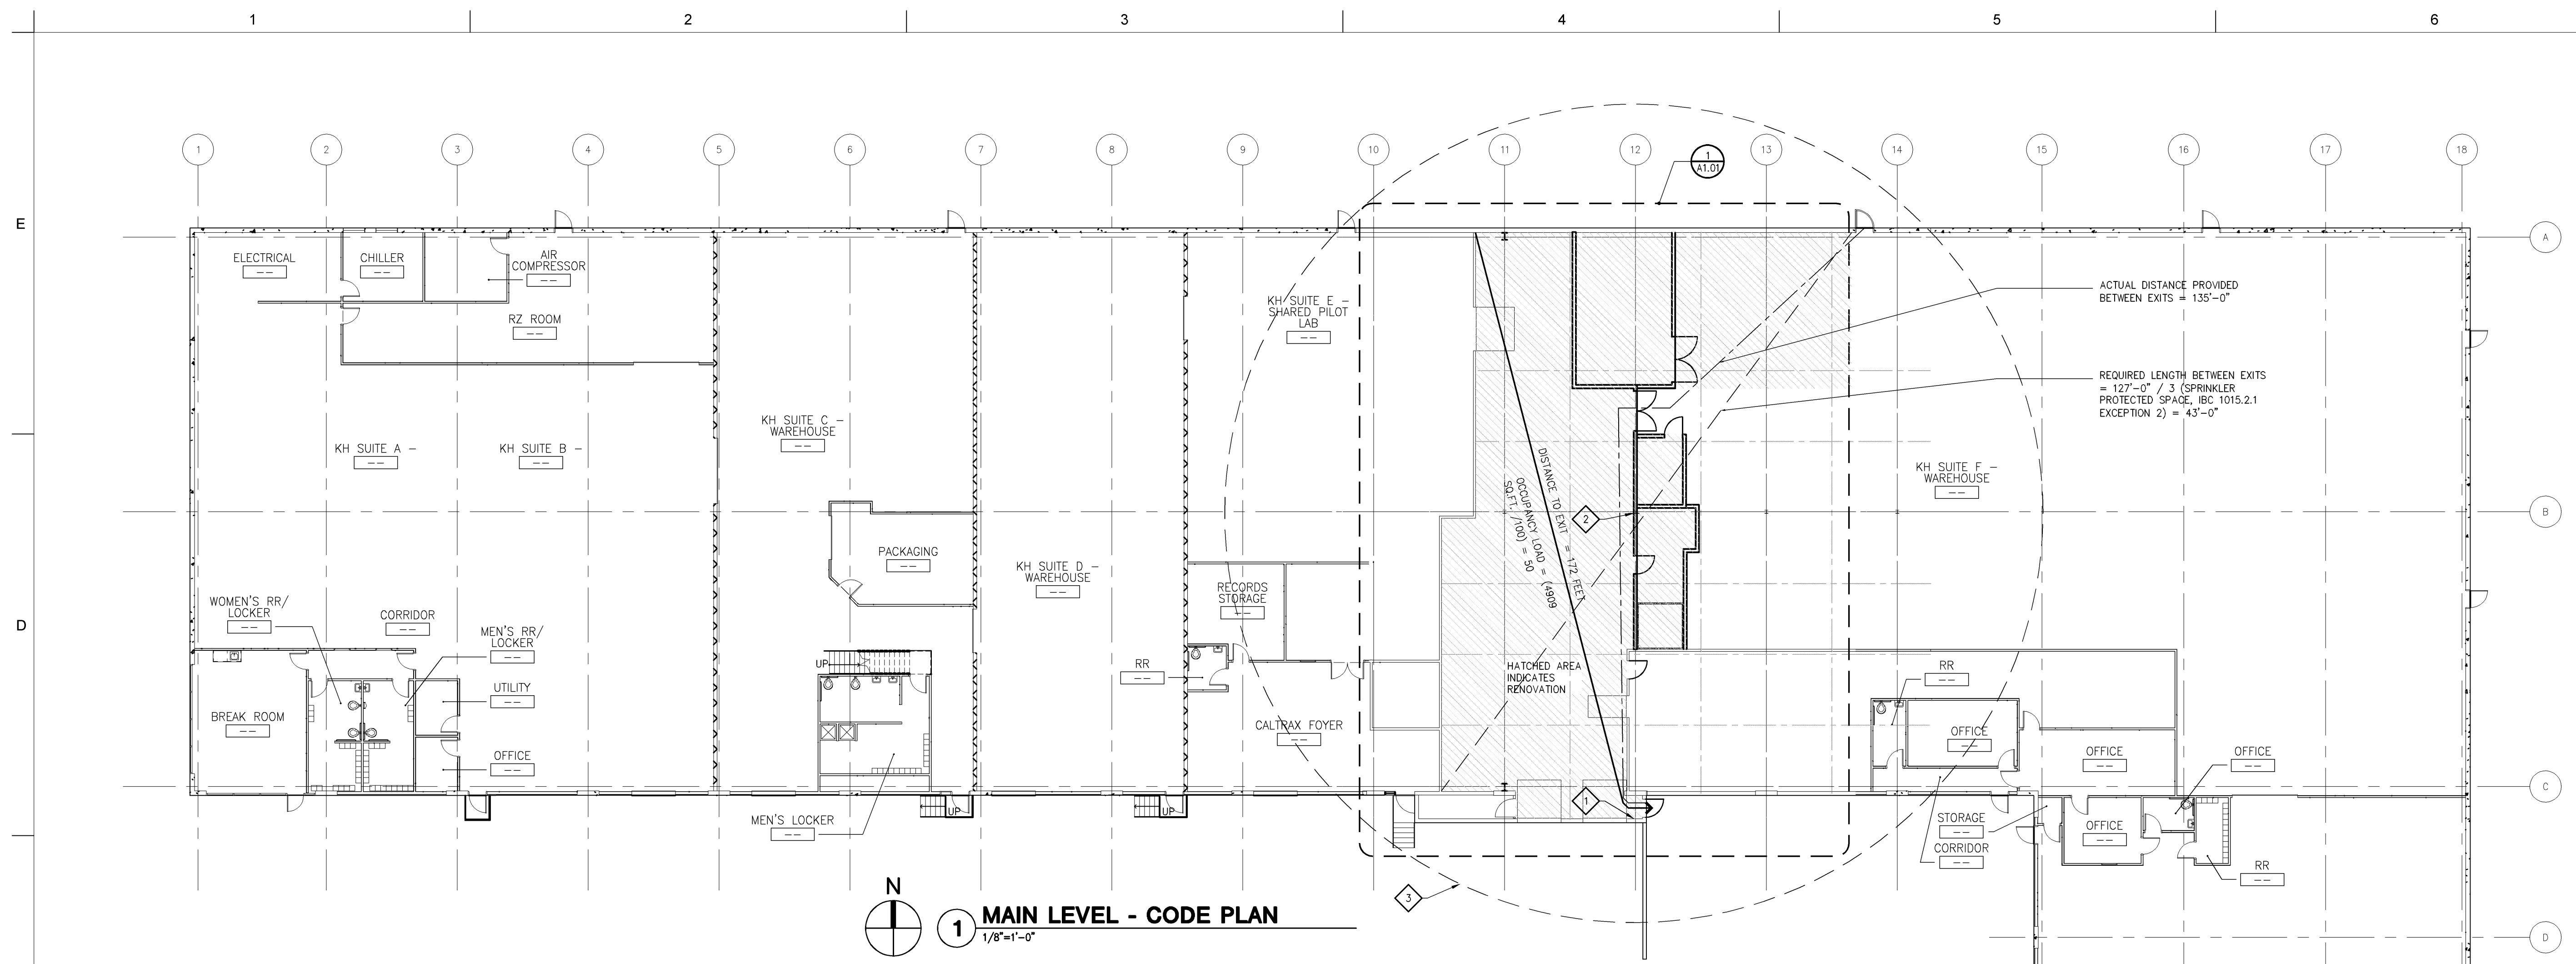 1 2 3 4 5 6
E
D
1 2 3 4 5 6 7 8 9 10 11 12 13 14 15 16 17 18
1
A1.01
A
B
C
D
ELECTRICAL
--
CHILLER
--
AIR
COMPRESSOR
--
RZ ROOM
--
KH SUITE A -
--
KH SUITE B -
--
KH SUITE C -
WAREHOUSE
--
PACKAGING
--
KH SUITE D -
WAREHOUSE
--
KH SUITE E -
SHARED PILOT
LAB
--
RECORDS
STORAGE
--
RR
--
CALTRAX FOYER
--
WOMEN'S RR/
LOCKER
--
CORRIDOR
--
MEN'S RR/
LOCKER
--
UTILITY
--
BREAK ROOM
--
OFFICE
--
UP
MEN'S LOCKER
--
UP
UP
DISTANCE TO EXIT = 172 FEET
OCCUPANCY LOAD = (4909
SQ.FT. /100) = 50
HATCHED AREA
INDICATES
RENOVATION
2
1
3
ACTUAL DISTANCE PROVIDED
BETWEEN EXITS = 135'-0"
REQUIRED LENGTH BETWEEN EXITS
= 127'-0" / 3 (SPRINKLER
PROTECTED SPACE, IBC 1015.2.1
EXCEPTION 2) = 43'-0"
KH SUITE F -
WAREHOUSE
--
RR
--
OFFICE
--
OFFICE
--
OFFICE
--
STORAGE
--
CORRIDOR
--
OFFICE
--
RR
--
N
1 MAIN LEVEL - CODE PLAN
1/8"=1'-0"